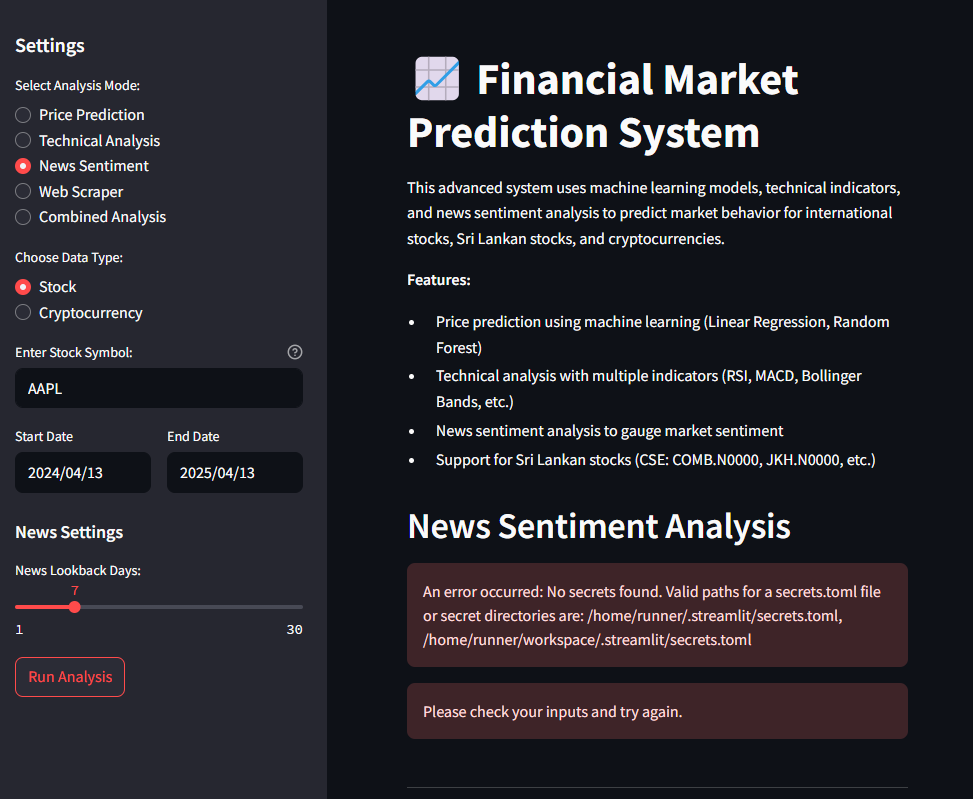 Settings
Select Analysis Mode:
Price Prediction
Technical Analysis
News Sentiment
Web Scraper
Combined Analysis
Choose Data Type:
Stock
Cryptocurrency
Enter Stock Symbol:
?
AAPL
Start Date
End Date
2024/04/13
2025/04/13
News Settings
News Lookback Days:
7
1
30
Run Analysis
Financial Market
Prediction System
This advanced system uses machine learning models, technical indicators,
and news sentiment analysis to predict market behavior for international
stocks, Sri Lankan stocks, and cryptocurrencies.
Features:
• Price prediction using machine learning (Linear Regression, Random
Forest)
• Technical analysis with multiple indicators (RSI, MACD, Bollinger
Bands, etc.)
• News sentiment analysis to gauge market sentiment
• Support for Sri Lankan stocks (CSE: COMB.N0000, JKH.N0000, etc.)
News Sentiment Analysis
An error occurred: No secrets found. Valid paths for a secrets.toml file
or secret directories are: /home/runner/.streamlit/secrets.toml,
/home/runner/workspace/.streamlit/secrets.toml
Please check your inputs and try again.